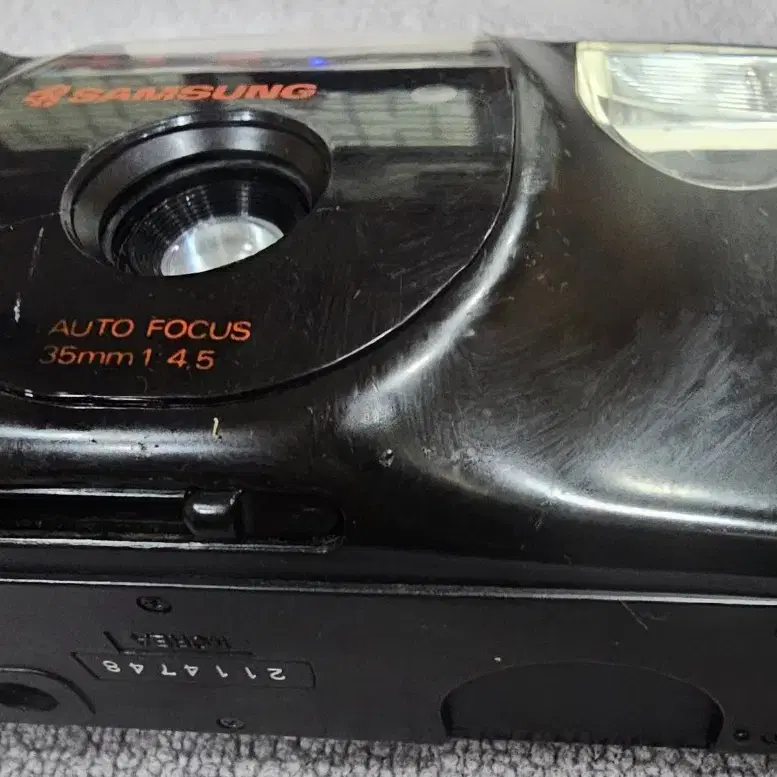 SAMSUNG
AUTO FOCUS
35mm 1:4.5
KOREA
2114748